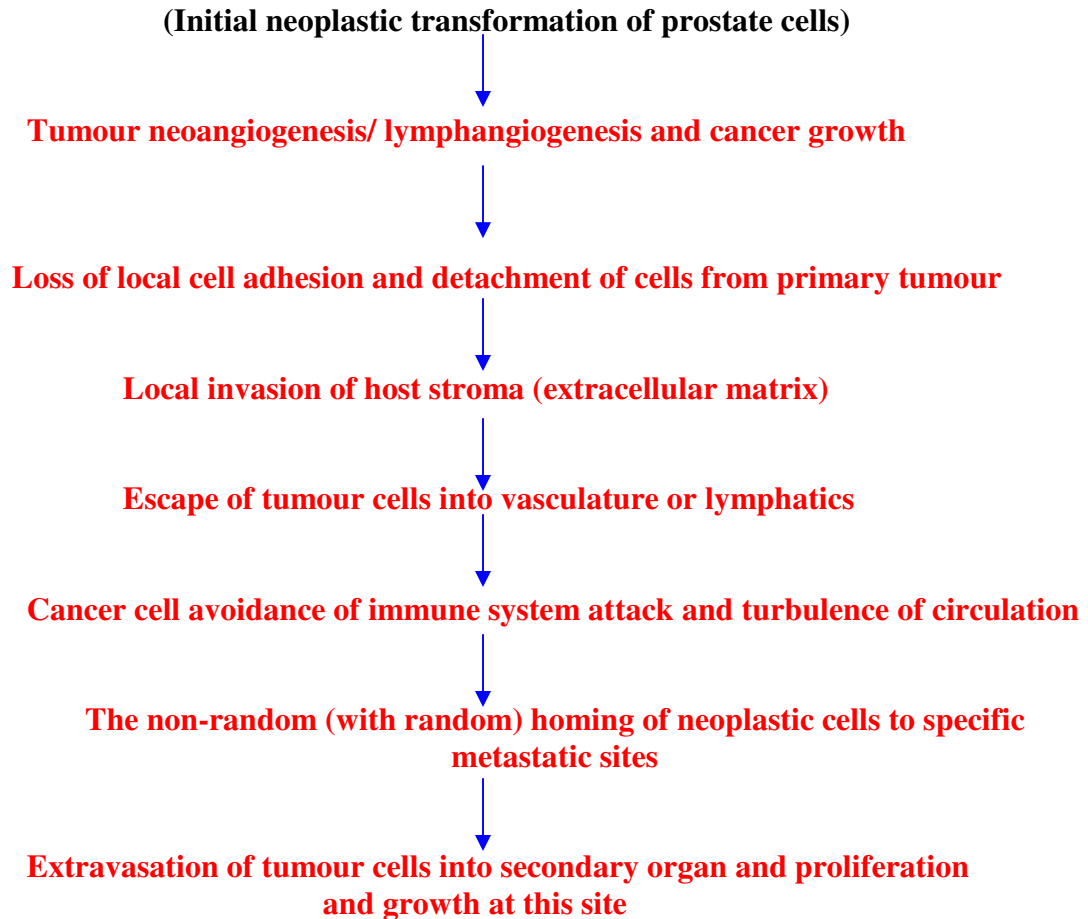 (Initial neoplastic transformation of prostate cells)
Tumour neoangiogenesis/ lymphangiogenesis and cancer growth
Loss of local cell adhesion and detachment of cells from primary tumour
Local invasion of host stroma (extracellular matrix)
Escape of tumour cells into vasculature or lymphatics
Cancer cell avoidance of immune system attack and turbulence of circulation
The non-random (with random) homing of neoplastic cells to specific
metastatic sites
Extravasation of tumour cells into secondary organ and proliferation
and growth at this site